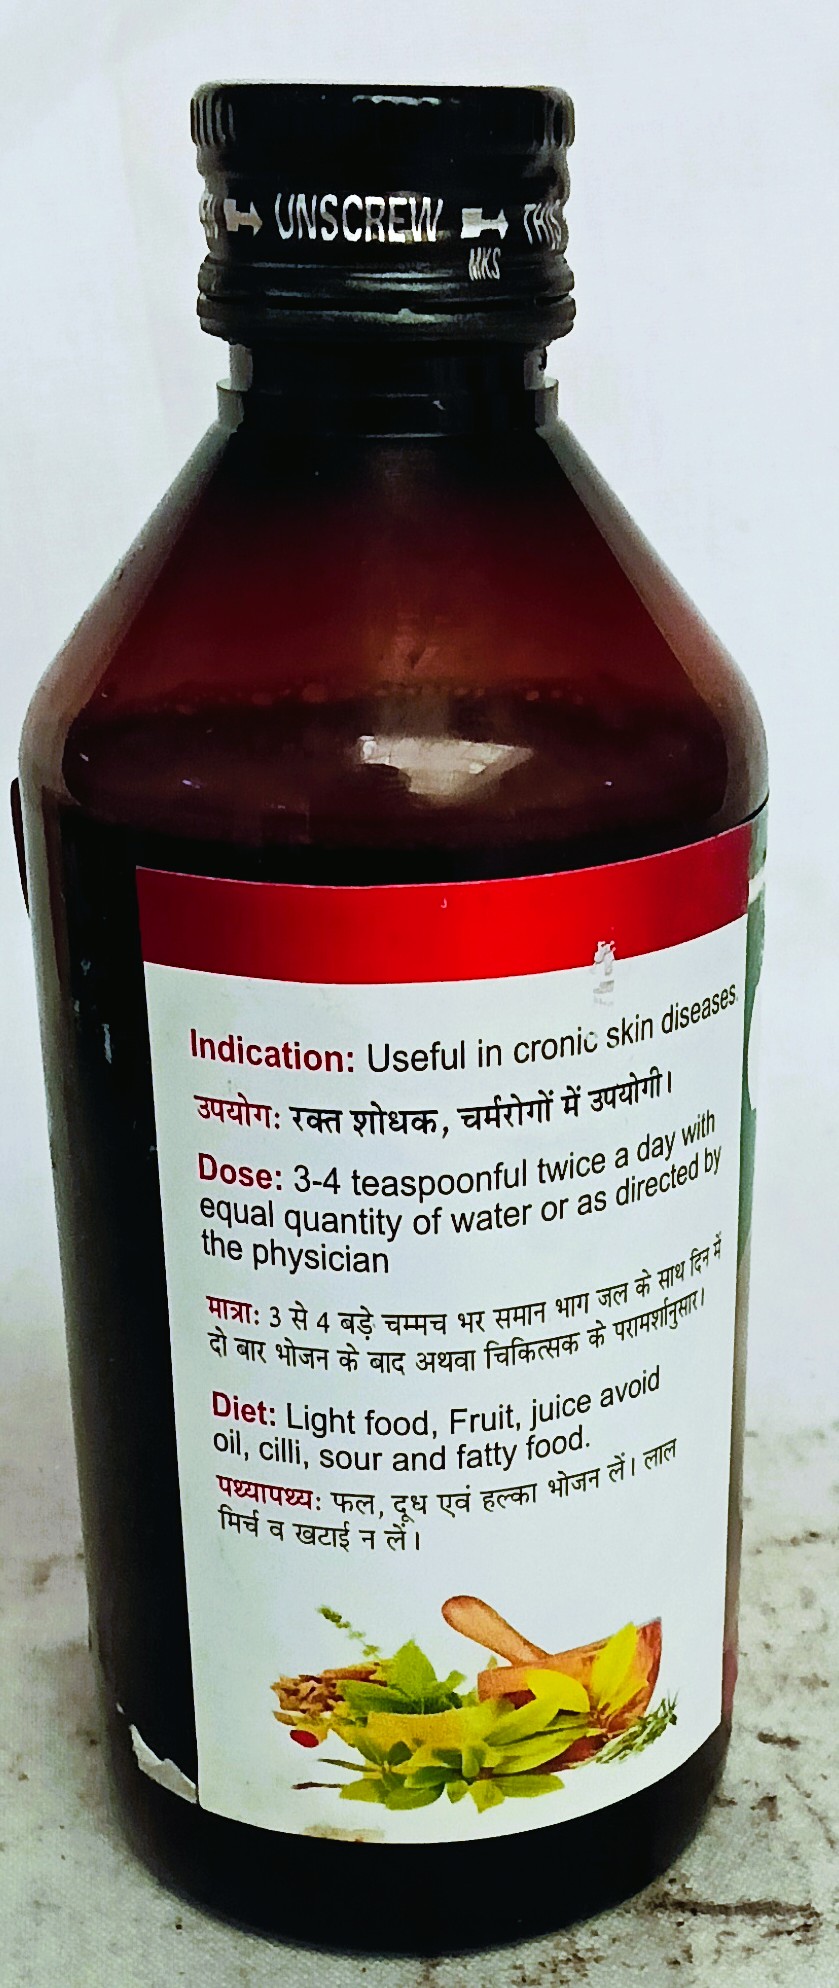 UNSCREW THIS
MKS
Indication: Useful in cronic skin diseases.
उपयोग: रक्त शोधक, चर्मरोगों में उपयोगी।
Dose: 3-4 teaspoonful twice a day with
equal quantity of water or as directed by
the physician
मात्रा: 3 से 4 बड़े चम्मच भर समान भाग जल के साथ दिन में
दो बार भोजन के बाद अथवा चिकित्सक के परामर्शानुसार।
Diet: Light food, Fruit, juice avoid
oil, cilli, sour and fatty food.
पथ्यापथ्य: फल, दूध एवं हल्का भोजन लें। लाल
मिर्च व खटाई न लें।